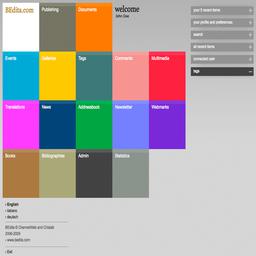 BEdita.com
Publishing
Documents
welcome
John Doe
your 5 recent items
your profile and preferences
search
all recent items
connected user
tags
Events
Galleries
Tags
Comments
Multimedia
Translations
News
Addressbook
Newsletter
Webmarks
Books
Bibliographies
Admin
Statistics
› English
› italiano
› deutsch
BEdita © ChannelWeb and Chialab
2006-2009
› www.bedita.com
› Exit